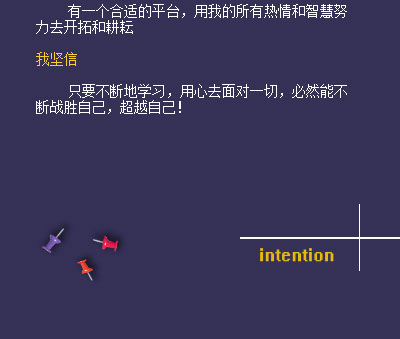 有一个合适的平台，用我的所有热情和智慧努
力去开拓和耕耘
我坚信
只要不断地学习，用心去面对一切，必然能不
断战胜自己，超越自己！
intention